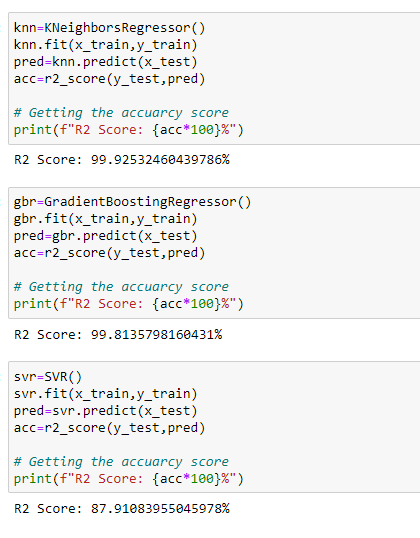 knn=KNeighborsRegressor()
knn.fit(x_train,y_train)
pred=knn.predict(x_test)
acc=r2_score(y_test,pred)
# Getting the accuarcy score
print(f"R2 Score: {acc*100}%")
R2 Score: 99.92532460439786%
gbr=GradientBoostingRegressor()
gbr.fit(x_train,y_train)
pred=gbr.predict(x_test)
acc=r2_score(y_test,pred)
# Getting the accuarcy score
print(f"R2 Score: {acc*100}%")
R2 Score: 99.8135798160431%
svr=SVR()
svr.fit(x_train,y_train)
pred=svr.predict(x_test)
acc=r2_score(y_test,pred)
# Getting the accuarcy score
print(f"R2 Score: {acc*100}%")
R2 Score: 87.91083955045978%